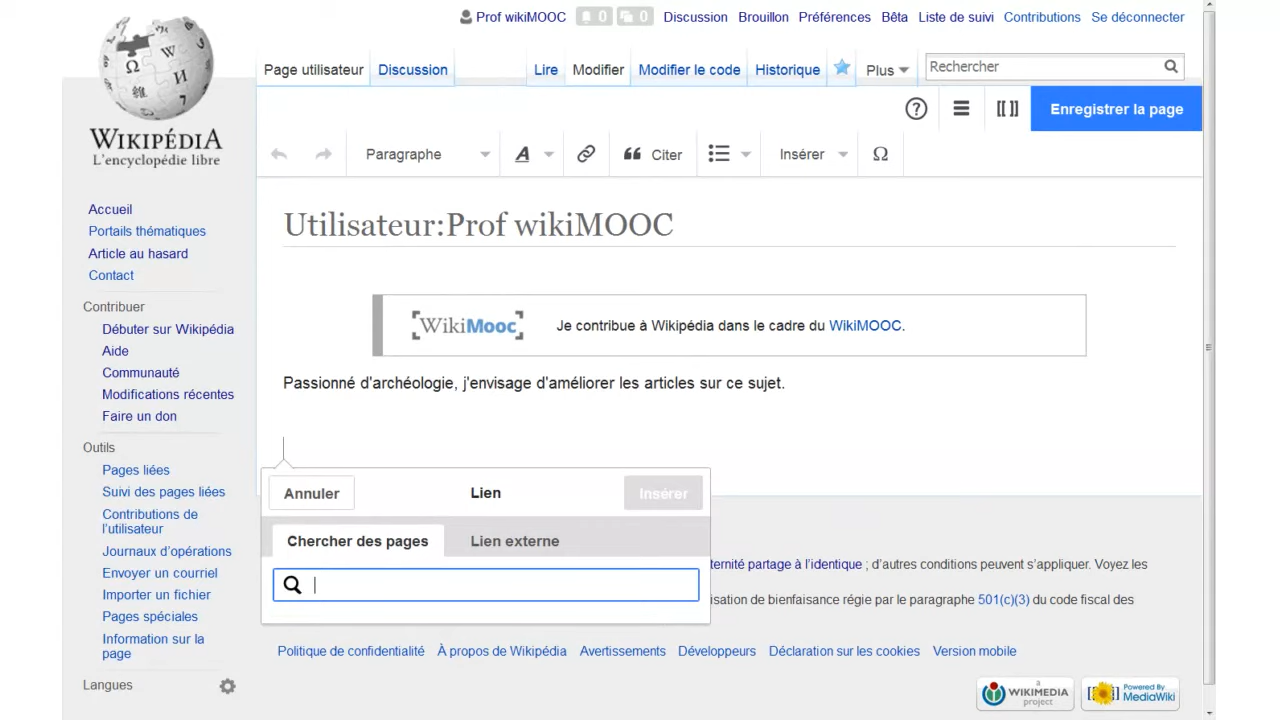 Prof wikiMOOC 0 0 Discussion Brouillon Préférences Bêta Liste de suivi Contributions Se déconnecter
Page utilisateur Discussion Lire Modifier Modifier le code Historique Plus Rechercher
WIKIPÉDIA
L'encyclopédie libre
Enregistrer la page
Paragraphe A Citer Insérer Ω
Accueil
Portails thématiques
Article au hasard
Contact
Contribuer
Débuter sur Wikipédia
Aide
Communauté
Modifications récentes
Faire un don
Outils
Pages liées
Suivi des pages liées
Contributions de
l'utilisateur
Journaux d'opérations
Envoyer un courriel
Importer un fichier
Pages spéciales
Information sur la
page
Langues
Utilisateur:Prof wikiMOOC
[WikiMooc] Je contribue à Wikipédia dans le cadre du WikiMOOC.
Passionné d'archéologie, j'envisage d'améliorer les articles sur ce sujet.
Annuler Lien Insérer
Chercher des pages Lien externe
ternité partage à l’identique ; d’autres conditions peuvent s’appliquer. Voyez les
isation de bienfaisance régie par le paragraphe 501(c)(3) du code fiscal des
Politique de confidentialité À propos de Wikipédia Avertissements Développeurs Déclaration sur les cookies Version mobile
A WIKIMEDIA project
Powered By MediaWiki